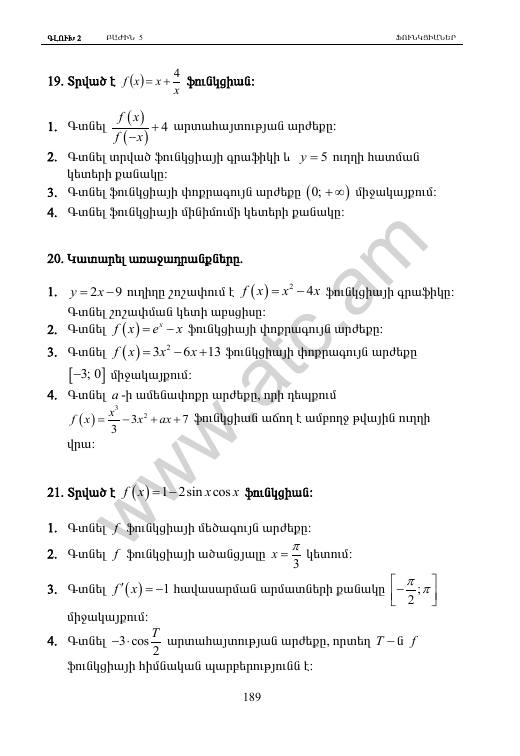 ԳԼՈՒԽ 2 ԲԱԺԻՆ 5 ՖՈՒՆԿՑԻԱՆԵՐ
19. Տրված է f(x)=x+4/x ֆունկցիան:
1. Գտնել f(x)/f(−x)+4 արտահայտության արժեքը:
2. Գտնել տրված ֆունկցիայի գրաֆիկի և y=5 ուղղի հատման
կետերի քանակը:
3. Գտնել ֆունկցիայի փոքրագույն արժեքը (0; +∞) միջակայքում:
4. Գտնել ֆունկցիայի մինիմումի կետերի քանակը:
20. Կատարել առաջադրանքները.
1. y=2x−9 ուղիղը շոշափում է f(x)=x²−4x ֆունկցիայի գրաֆիկը:
Գտնել շոշափման կետի աբսցիսը:
2. Գտնել f(x)=eˣ−x ֆունկցիայի փոքրագույն արժեքը:
3. Գտնել f(x)=3x²−6x+13 ֆունկցիայի փոքրագույն արժեքը
[−3; 0] միջակայքում:
4. Գտնել a-ի ամենափոքր արժեքը, որի դեպքում
f(x)=x³/3−3x²+ax+7 ֆունկցիան աճող է ամբողջ թվային ուղղի
վրա:
21. Տրված է f(x)=1−2sin x cos x ֆունկցիան:
1. Գտնել f ֆունկցիայի մեծագույն արժեքը:
2. Գտնել f ֆունկցիայի ածանցյալը x=π/3 կետում:
3. Գտնել f′(x)=−1 հավասարման արմատների քանակը [−π/2;π]
միջակայքում:
4. Գտնել −3·cos T/2 արտահայտության արժեքը, որտեղ T−ն f
ֆունկցիայի հիմնական պարբերությունն է:
189
www.atc.am